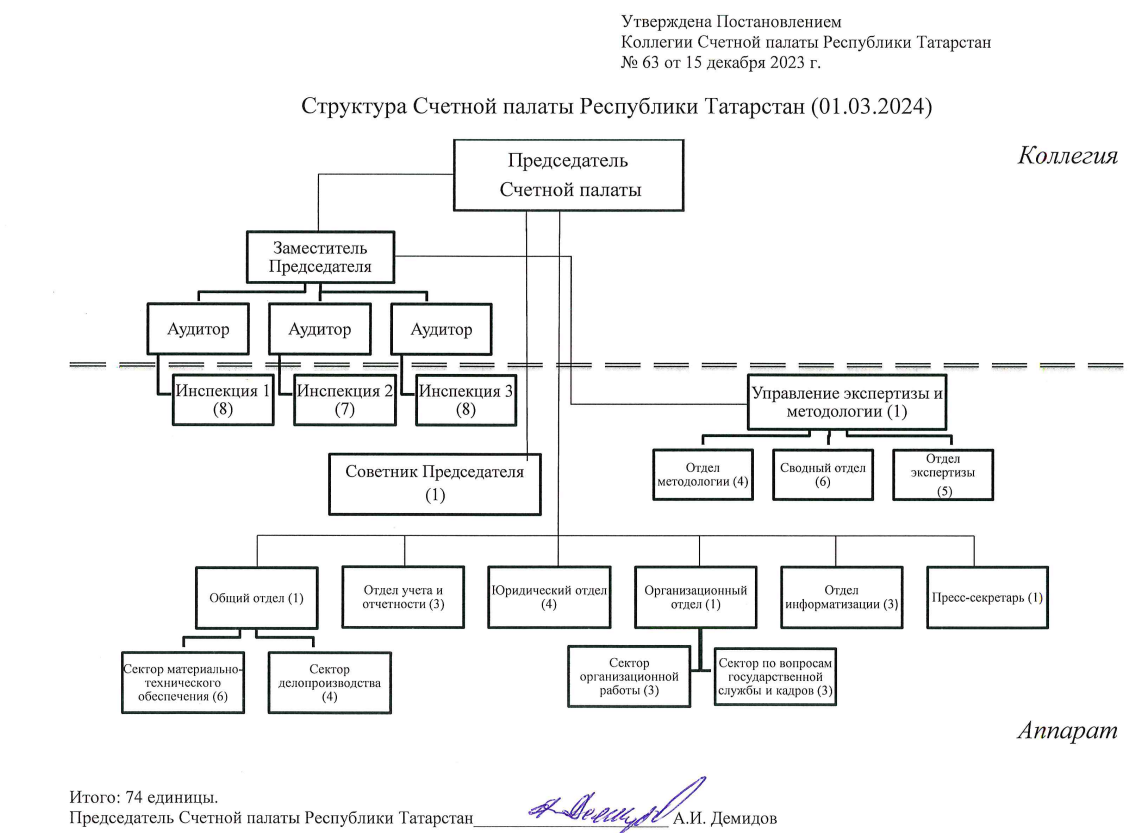 Утверждена Постановлением
Коллегии Счетной палаты Республики Татарстан
№ 63 от 15 декабря 2023 г.
Структура Счетной палаты Республики Татарстан (01.03.2024)
Коллегия
Председатель
Счетной палаты
Заместитель
Председателя
Аудитор
Аудитор
Аудитор
Инспекция 1
(8)
Инспекция 2
(7)
Инспекция 3
(8)
Управление экспертизы и
методологии (1)
Отдел
методологии (4)
Сводный отдел
(6)
Отдел
экспертизы
(5)
Советник Председателя
(1)
Общий отдел (1)
Отдел учета и
отчетности (3)
Юридический отдел
(4)
Организационный
отдел (1)
Отдел
информатизации (3)
Пресс-секретарь (1)
Сектор материально-
технического
обеспечения (6)
Сектор
делопроизводства
(4)
Сектор
организационной
работы (3)
Сектор по вопросам
государственной
службы и кадров (3)
Аппарат
Итого: 74 единицы.
Председатель Счетной палаты Республики Татарстан А.И. Демидов